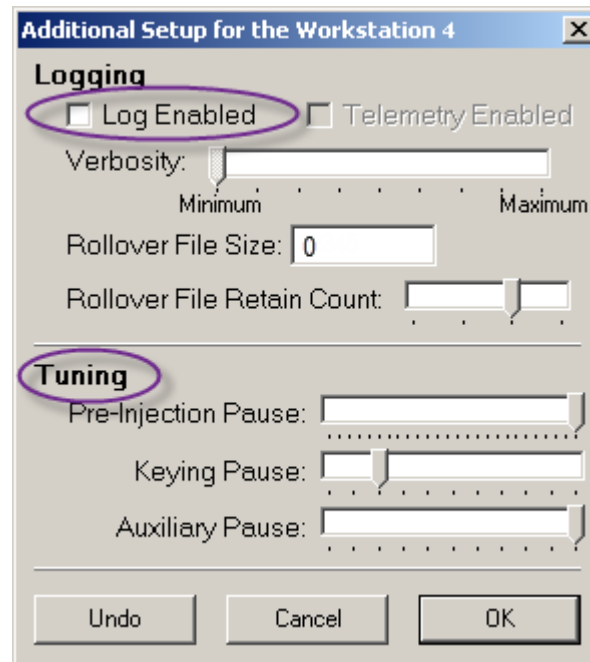 Additional Setup for the Workstation 4
Logging
Log Enabled Telemetry Enabled
Verbosity:
Minimum Maximum
Rollover File Size: 0
Rollover File Retain Count:
Tuning
Pre-Injection Pause:
Keying Pause:
Auxiliary Pause:
Undo Cancel OK